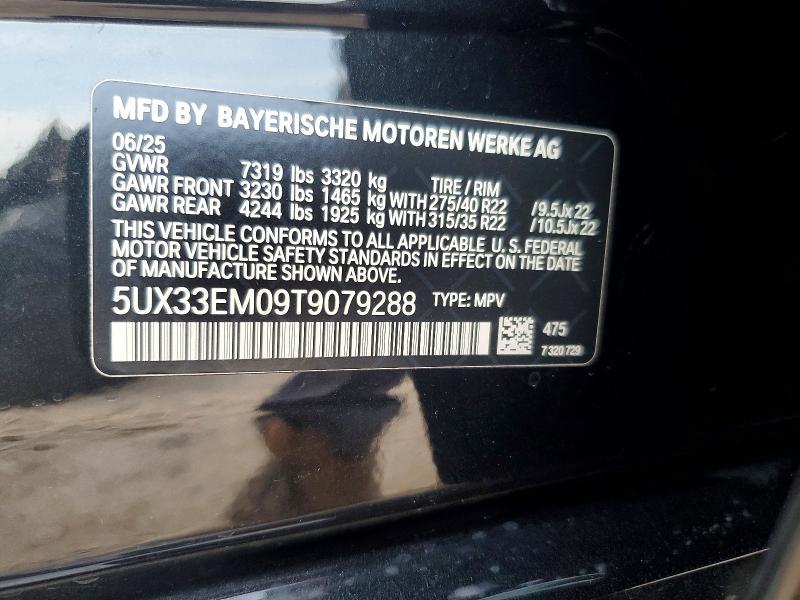 MFD BY BAYERISCHE MOTOREN WERKE AG
06/25
GVWR 7319 lbs 3320 kg TIRE / RIM
GAWR FRONT 3230 lbs 1465 kg WITH 275/40 R22 /9.5Jx22
GAWR REAR 4244 lbs 1925 kg WITH 315/35 R22 /10.5Jx22
THIS VEHICLE CONFORMS TO ALL APPLICABLE U.S. FEDERAL
MOTOR VEHICLE SAFETY STANDARDS IN EFFECT ON THE DATE
OF MANUFACTURE SHOWN ABOVE.
5UX33EM09T9079288 TYPE: MPV
475
7 320 729